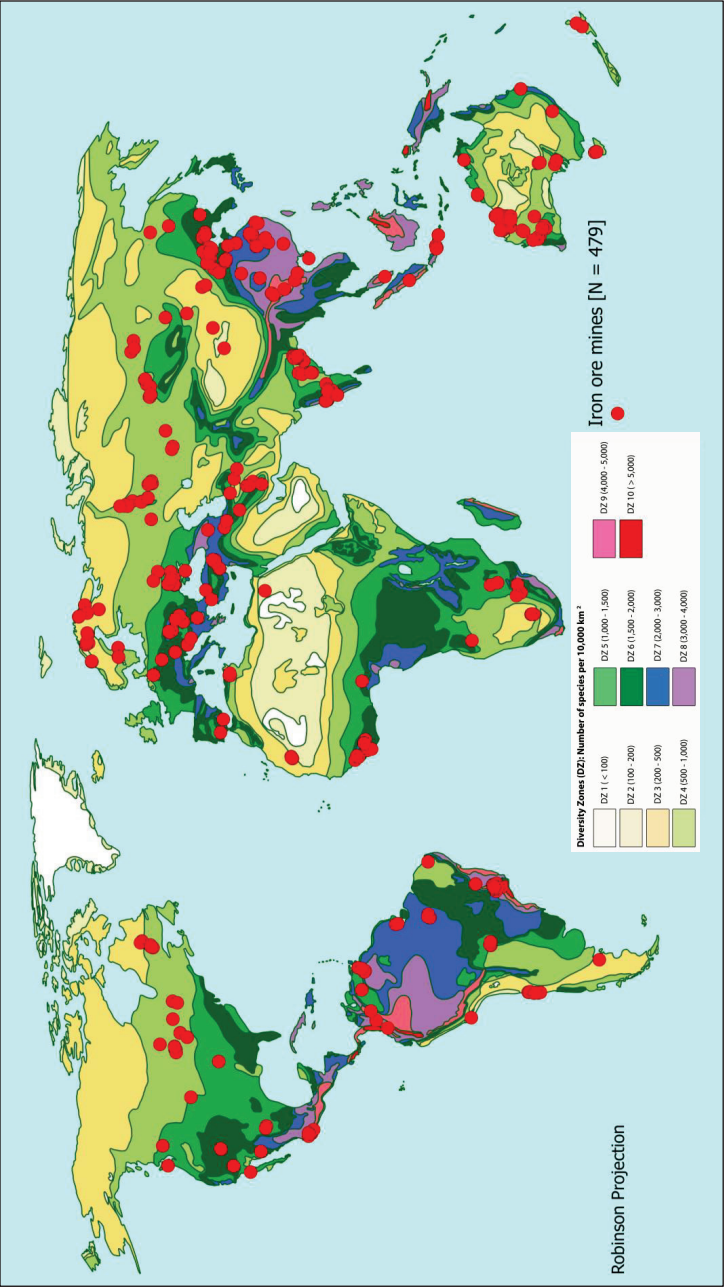 Robinson Projection
Diversity Zones (DZ): Number of species per 10,000 km²
DZ 1 ( < 100)
DZ 2 (100 - 200)
DZ 3 (200 - 500)
DZ 4 (500 - 1,000)
DZ 5 (1,000 - 1,500)
DZ 6 (1,500 - 2,000)
DZ 7 (2,000 - 3,000)
DZ 8 (3,000 - 4,000)
DZ 9 (4,000 - 5,000)
DZ 10 ( > 5,000)
Iron ore mines [N = 479]